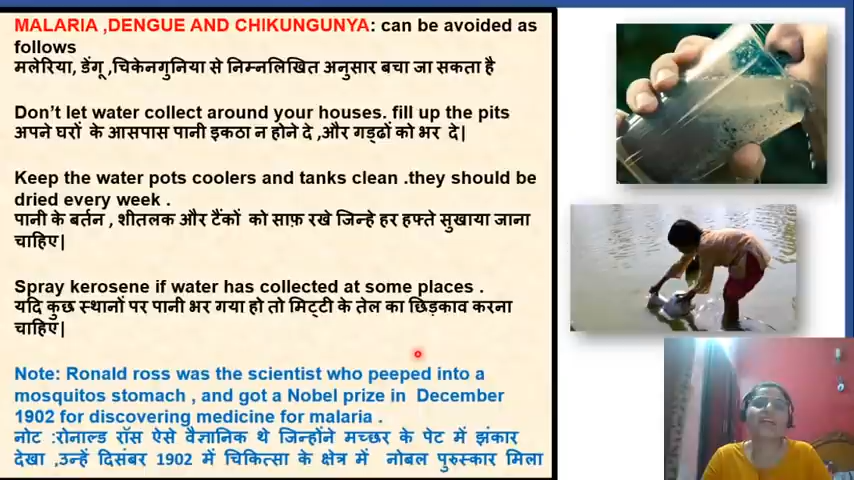 MALARIA ,DENGUE AND CHIKUNGUNYA: can be avoided as
follows
मलेरिया, डेंगू ,चिकेनगुनिया से निम्नलिखित अनुसार बचा जा सकता है
Don't let water collect around your houses. fill up the pits
अपने घरों के आसपास पानी इकठा न होने दे ,और गड्ढों को भर दे|
Keep the water pots coolers and tanks clean .they should be
dried every week .
पानी के बर्तन , शीतलक और टैंकों को साफ़ रखे जिन्हे हर हफ्ते सुखाया जाना
चाहिए|
Spray kerosene if water has collected at some places .
यदि कुछ स्थानों पर पानी भर गया हो तो मिट्टी के तेल का छिड़काव करना
चाहिए|
Note: Ronald ross was the scientist who peeped into a
mosquitos stomach , and got a Nobel prize in December
1902 for discovering medicine for malaria .
नोट :रोनाल्ड रॉस ऐसे वैज्ञानिक थे जिन्होंने मच्छर के पेट में झंकार
देखा ,उन्हें दिसंबर 1902 में चिकित्सा के क्षेत्र में नोबल पुरुस्कार मिला